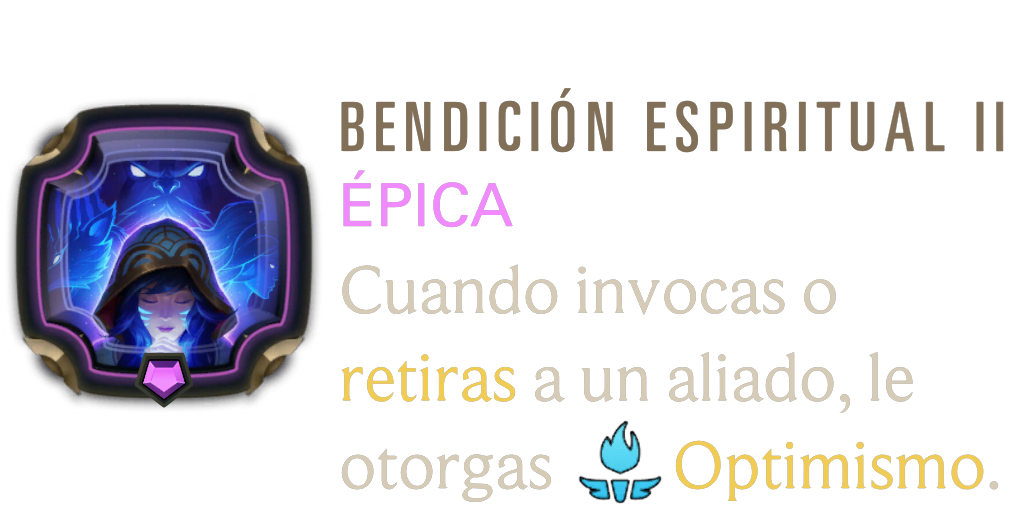 BENDICIÓN ESPIRITUAL II
ÉPICA
Cuando invocas o
retiras a un aliado, le
otorgas Optimismo.